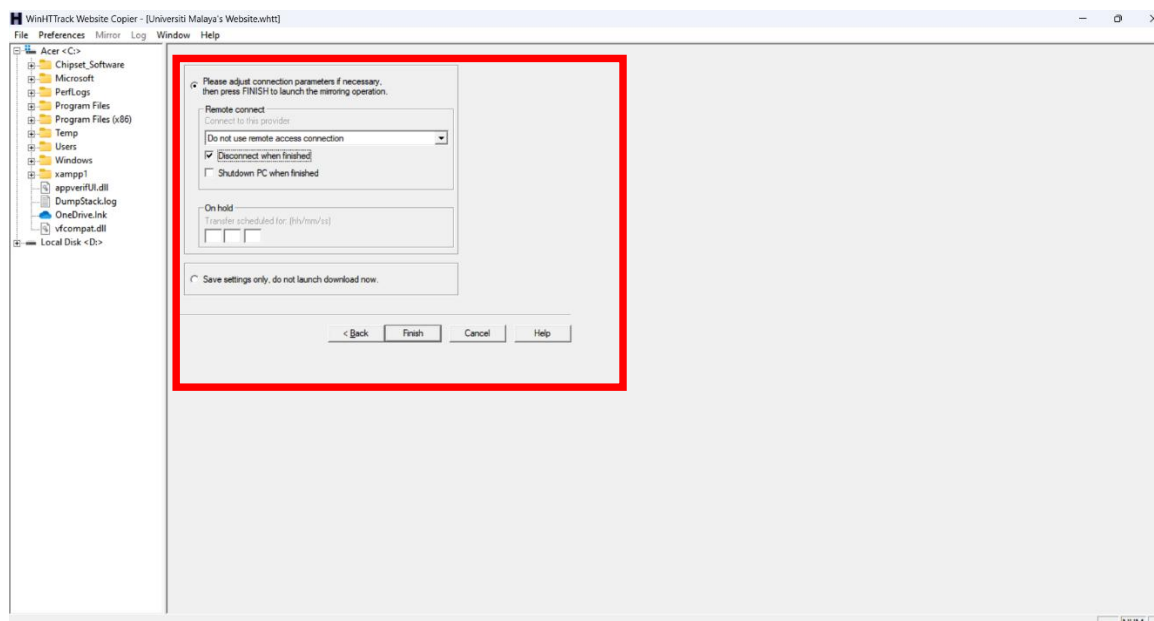 WinHTTrack Website Copier - [Universiti Malaya's Website.whtt]
File Preferences Mirror Log Window Help
Acer <C:>
Chipset_Software
Microsoft
PerfLogs
Program Files
Program Files (x86)
Temp
Users
Windows
xampp1
appverifUI.dll
DumpStack.log
OneDrive.lnk
vfcompat.dll
Local Disk <D:>
Please adjust connection parameters if necessary,
then press FINISH to launch the mirroring operation.
Remote connect
Connect to this provider
Do not use remote access connection
Disconnect when finished
Shutdown PC when finished
On hold
Transfer scheduled for: (hh/mm/ss)
Save settings only, do not launch download now.
< Back Finish Cancel Help
NUM